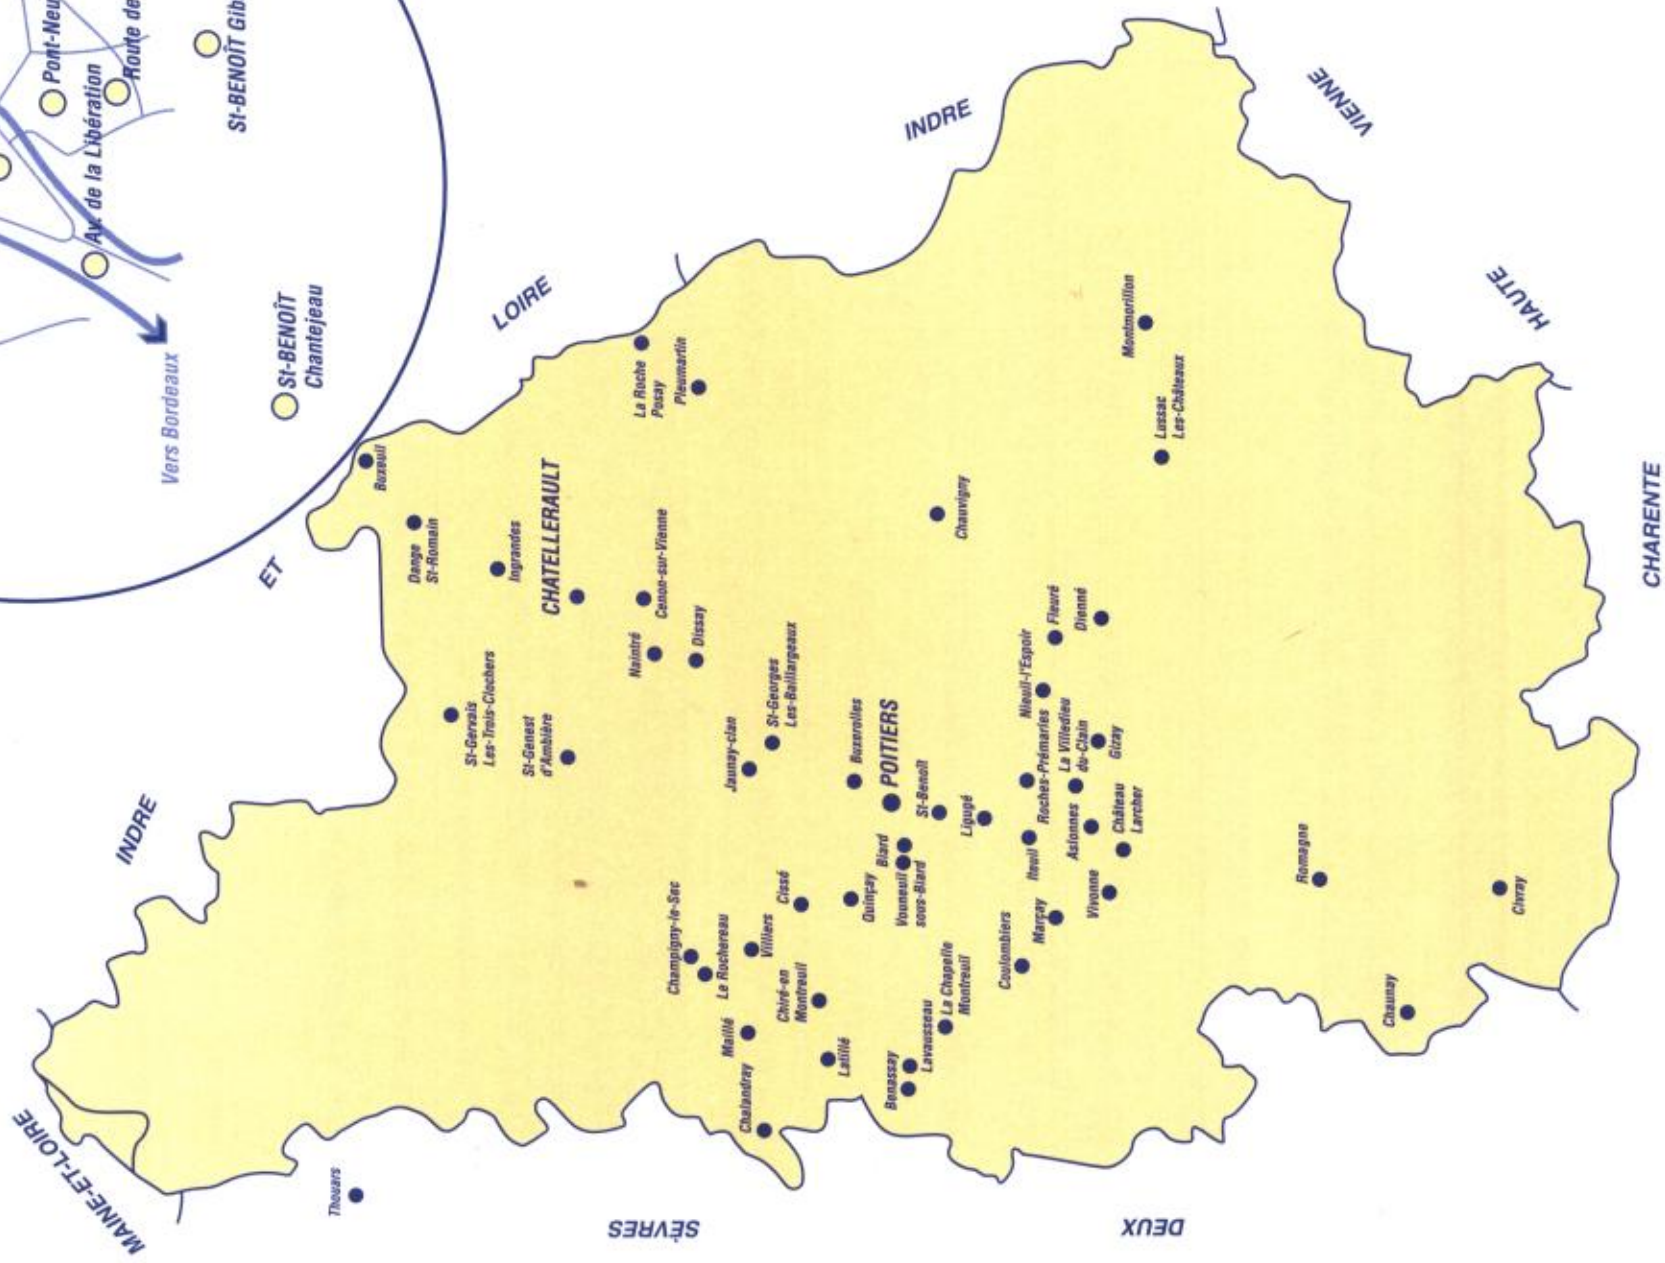 Pont-Neu
Route de
Av. de la Libération
St-BENOÎT Gib
St-BENOÎT
Chantejeau
Vers Bordeaux
INDRE
ET
LOIRE
INDRE
VIENNE
HAUTE
CHARENTE
DEUX
SÈVRES
MAINE-ET-LOIRE
Thouars
Buxeuil
Dange
St-Romain
Ingrandes
CHATELLERAULT
Cenon-sur-Vienne
Naintré
Dissay
St-Gervais
Les-Trois-Clochers
St-Genest
d'Ambière
La Roche
Posay
Pleumartin
Jaunay-clan
St-Georges
Les-Baillargeaux
Buxerolles
POITIERS
St-Benoît
Ligugé
Biard
Vouneuil
sous-Biard
Quinçay
Cissé
Villiers
Champigny-le-Sec
Le Rochereau
Maillé
Chiré-en
Montreuil
Chalandray
Latillé
Benassay
Lavausseau
La Chapelle
Montreuil
Coulombiers
Marçay
Vivonne
Iteuil
Roches-Prémaries
Nieuil-l'Espoir
Fleuré
Dienné
La Villedieu
du-Clain
Gizay
Aslonnes
Château
Larcher
Chauvigny
Montmorillon
Lussac
Les-Châteaux
Romagne
Civray
Chaunay